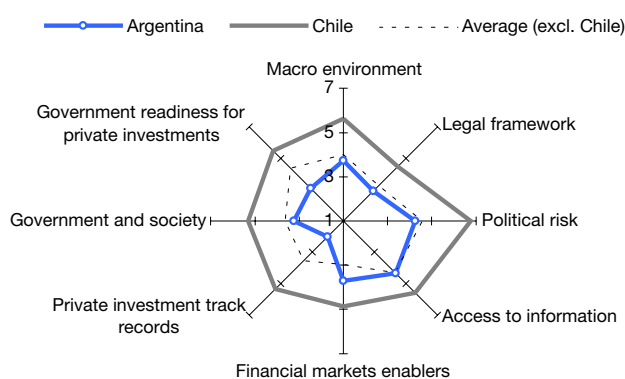 Argentina
Chile
Average (excl. Chile)
Macro environment
7
Government readiness for
private investments
Legal framework
5
3
Government and society
1
Political risk
Private investment track
records
Access to information
Financial markets enablers